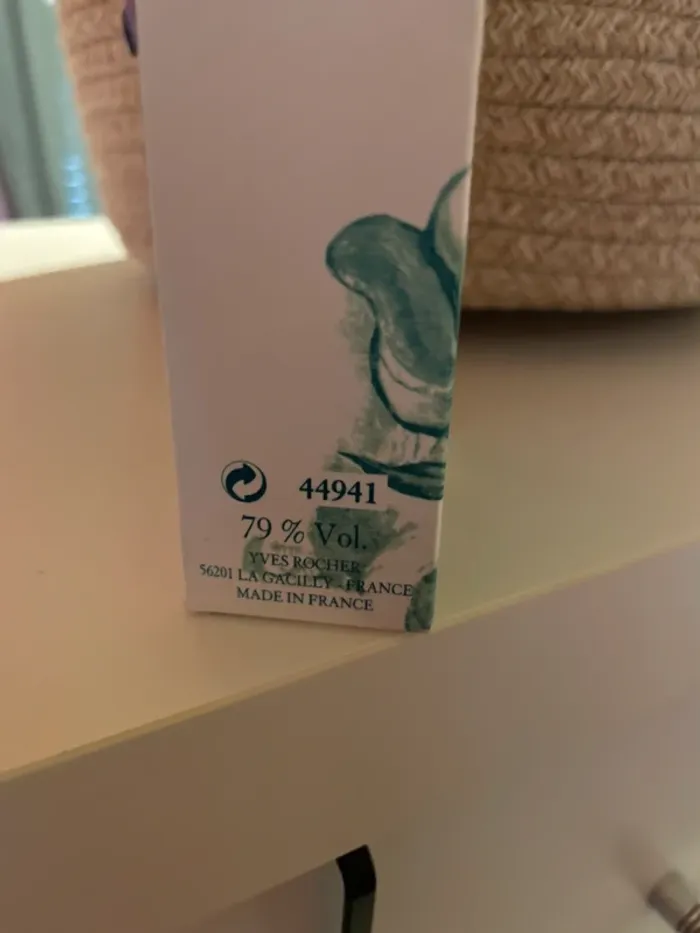 44941
79 % Vol.
YVES ROCHER
56201 LA GACILLY - FRANCE
MADE IN FRANCE